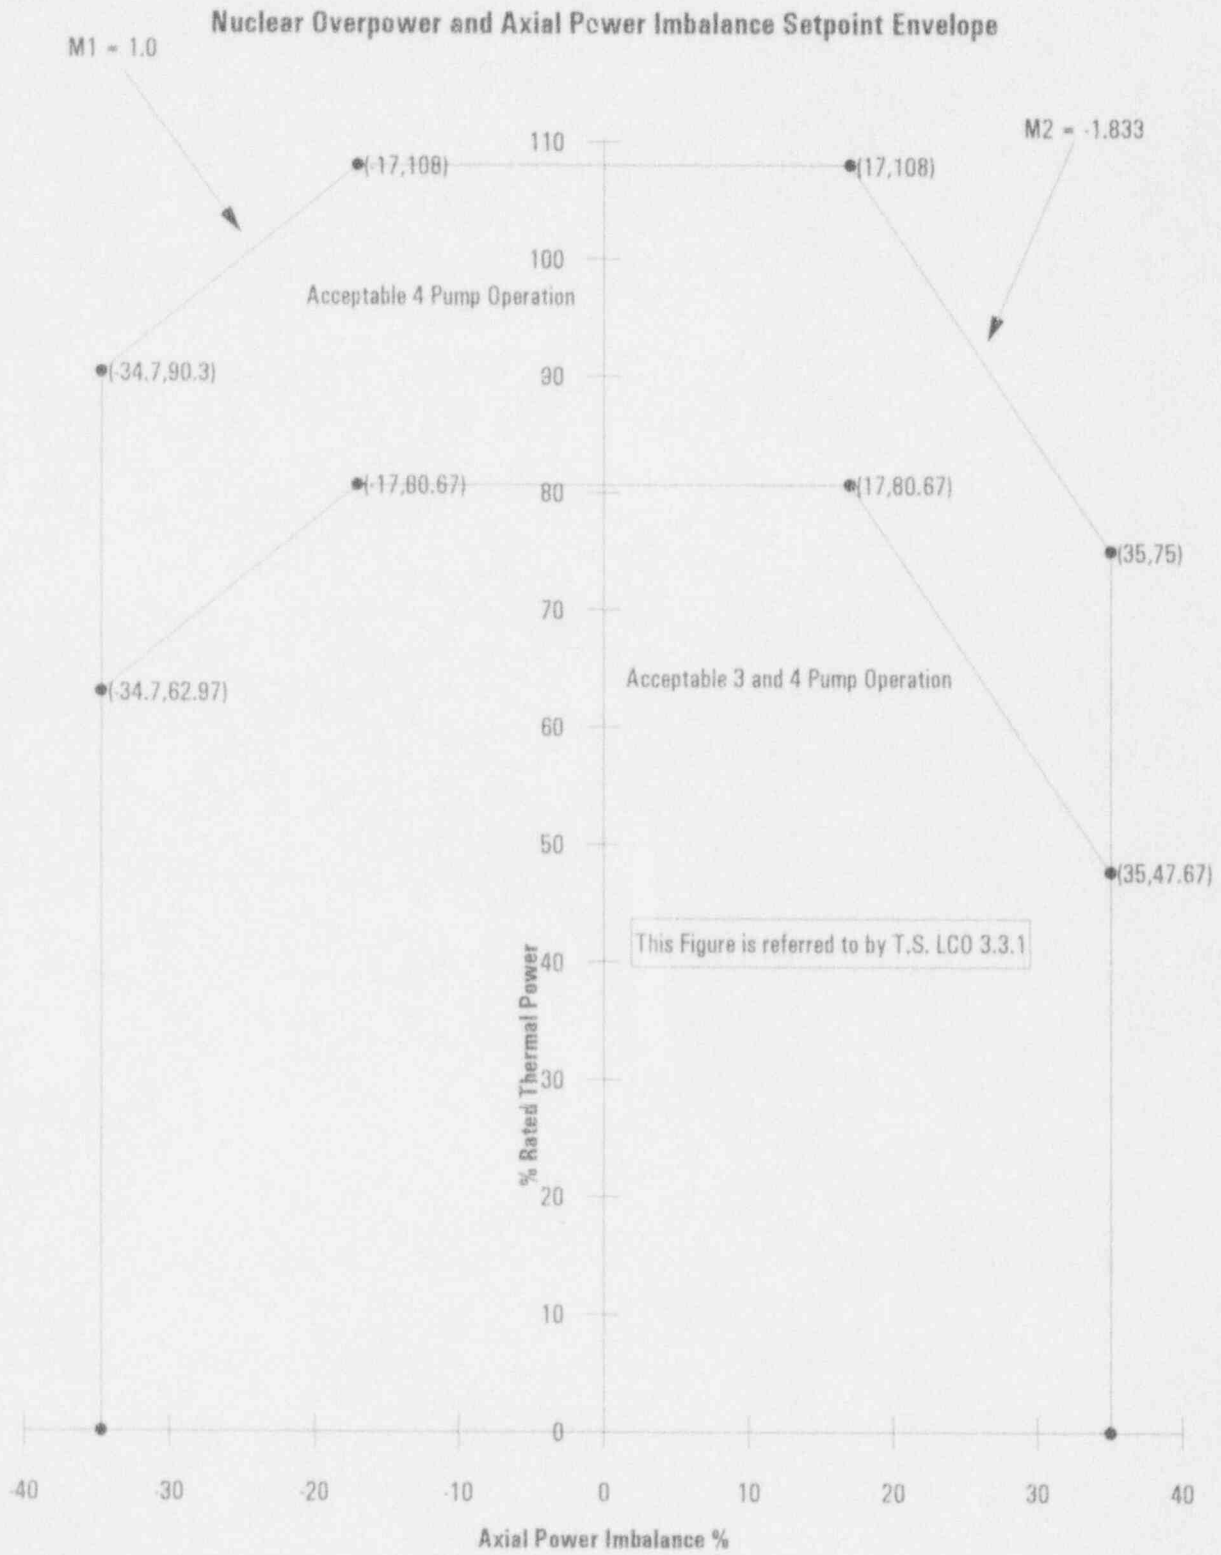 Nuclear Overpower and Axial Power Imbalance Setpoint Envelope
M1 = 1.0
M2 = -1.833
110
(-17,108)
(17,108)
100
Acceptable 4 Pump Operation
(-34.7,90.3)
90
(-17,80.67)
80
(17,80.67)
(35,75)
70
Acceptable 3 and 4 Pump Operation
(-34.7,62.97)
60
50
(35,47.67)
This Figure is referred to by T.S. LCO 3.3.1
40
% Rated Thermal Power
30
20
10
0
-40 -30 -20 -10 0 10 20 30 40
Axial Power Imbalance %